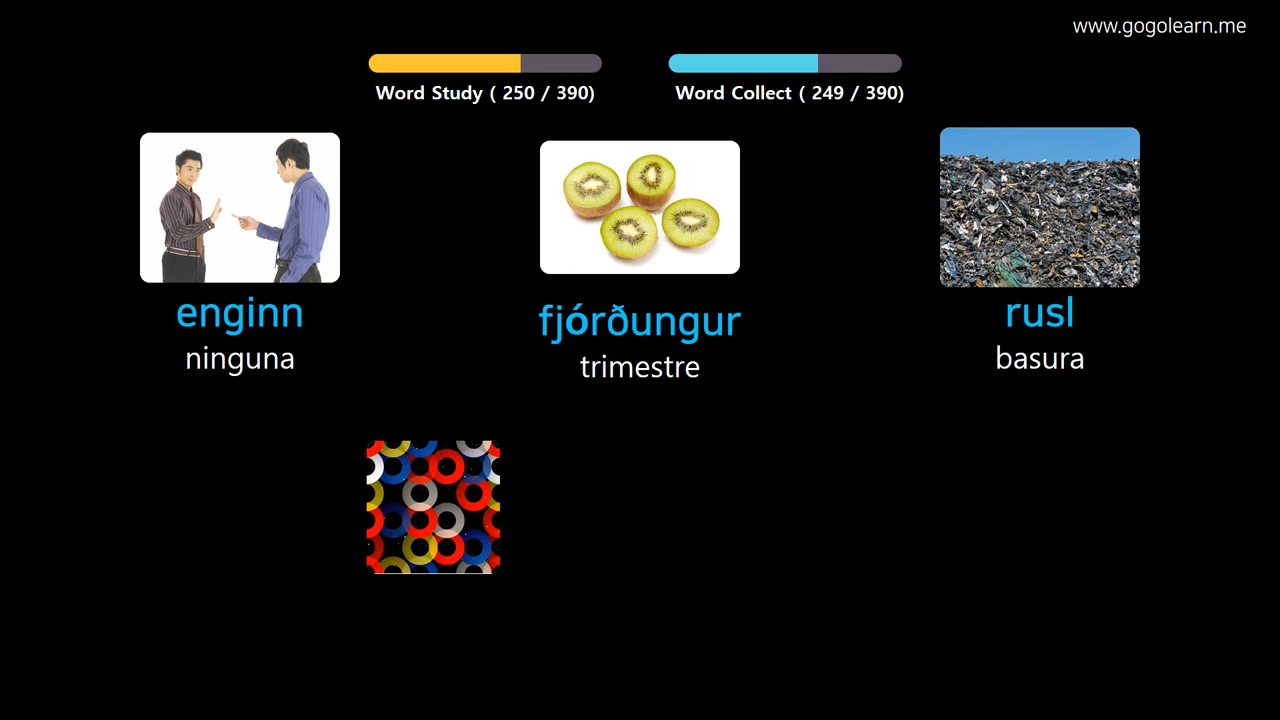 www.gogolearn.me
Word Study ( 250 / 390)
Word Collect ( 249 / 390)
enginn
ninguna
fjórðungur
trimestre
rusl
basura